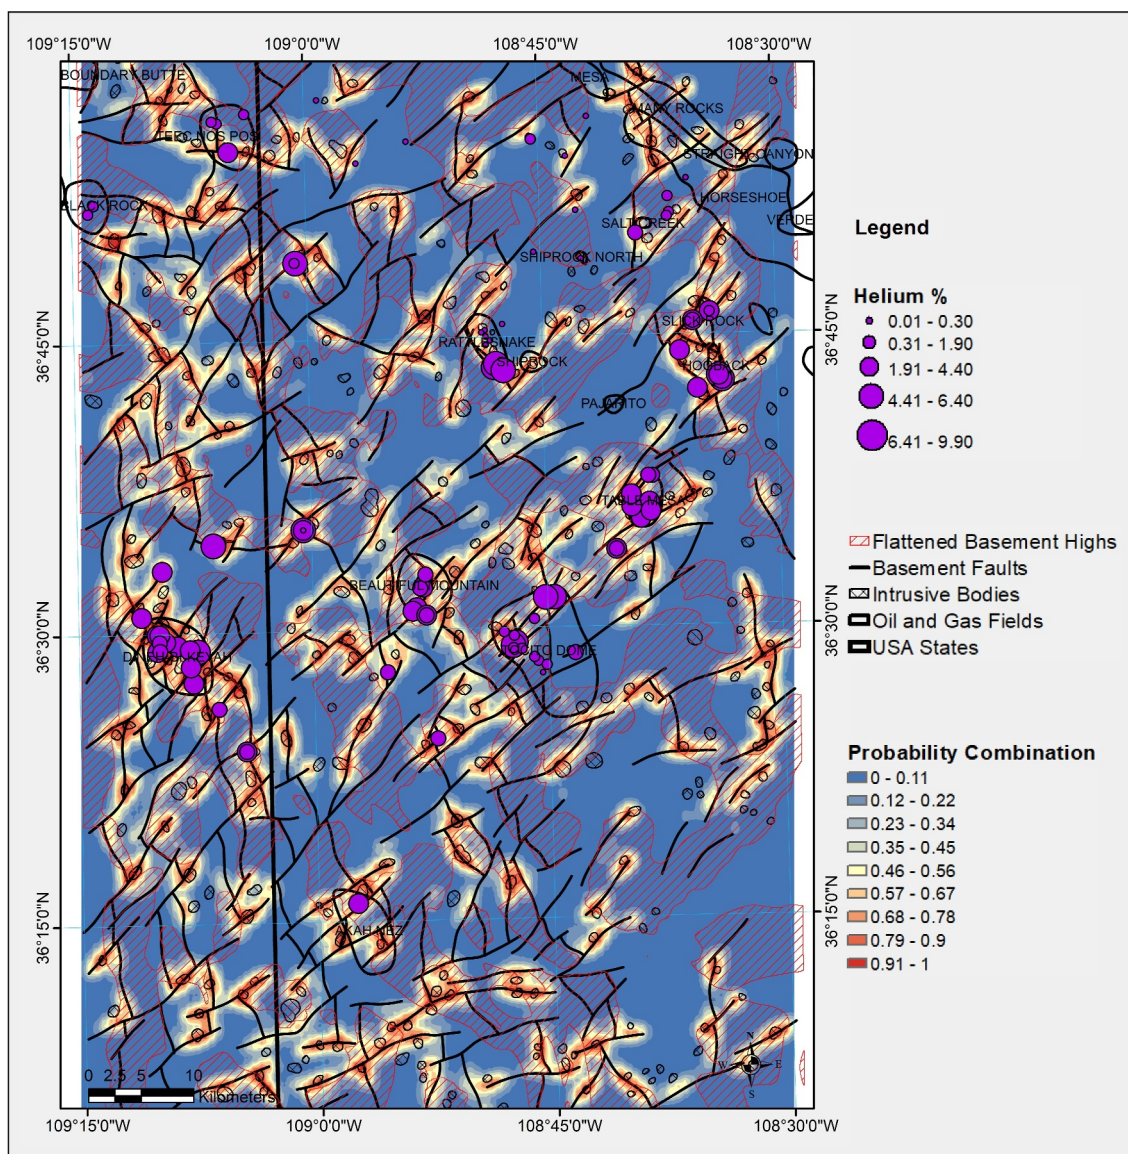 109°15'0"W 109°0'0"W 108°45'0"W 108°30'0"W
BOUNDARY BUTTE
MESA
MANY ROCKS
TEEC NOS POS
STRAIGHT CANYON
BLACK ROCK
HORSESHOE
VERDE
SALT CREEK
SHIPROCK NORTH
SLICK ROCK
RATTLESNAKE
SHIPROCK
HOGBACK
PAJARITO
TABLE MESA
BEAUTIFUL MOUNTAIN
TOCITO DOME
AKAH NEZ
36°45'0"N
36°30'0"N
36°15'0"N
36°45'0"N
36°30'0"N
36°15'0"N
N
W E
S
0 2.5 5 10
Kilometers
109°15'0"W 109°0'0"W 108°45'0"W 108°30'0"W
Legend
Helium %
0.01 - 0.30
0.31 - 1.90
1.91 - 4.40
4.41 - 6.40
6.41 - 9.90
Flattened Basement Highs
Basement Faults
Intrusive Bodies
Oil and Gas Fields
USA States
Probability Combination
0 - 0.11
0.12 - 0.22
0.23 - 0.34
0.35 - 0.45
0.46 - 0.56
0.57 - 0.67
0.68 - 0.78
0.79 - 0.9
0.91 - 1